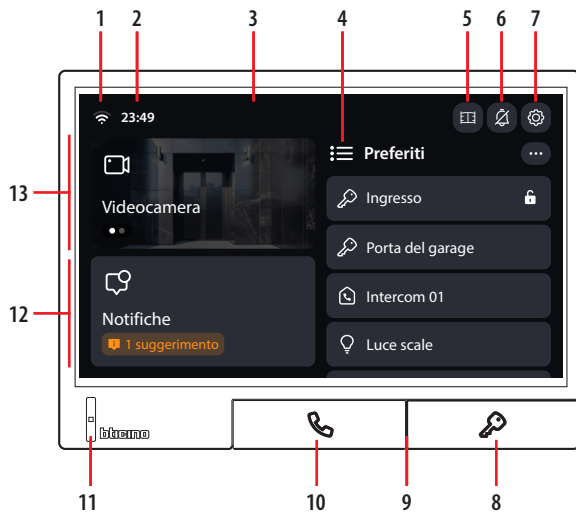 1 2 3 4 5 6 7
23:49
Preferiti
13
Videocamera
Ingresso
Porta del garage
12
Notifiche
1 suggerimento
Intercom 01
Luce scale
bticino
11 10 9 8